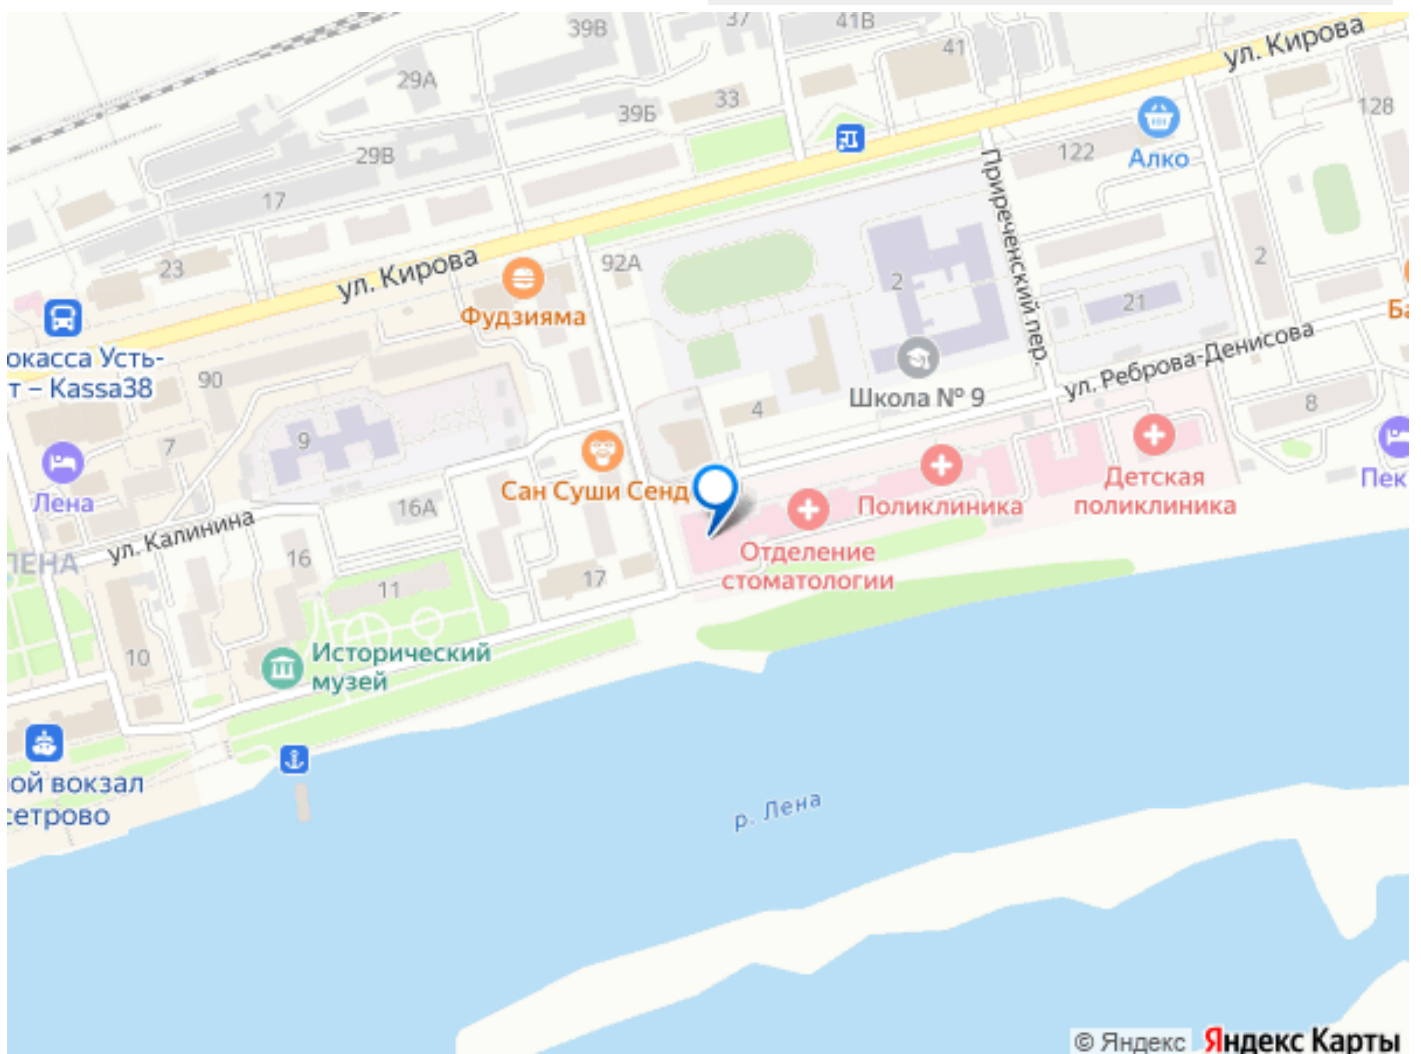 39В
37
41В
41
ул. Кирова
29А
33
39Б
128
29В
122
Алко
17
Приреченский пер.
23
ул. Кирова
92А
2
2
Фудзияма
21
Ба
окасса Усть-
т – Kassa38
90
ул. Реброва-Денисова
Школа № 9
4
8
7
9
Лена
Сан Суши Сенд
Поликлиника
Детская
поликлиника
Пек
16А
ул. Калинина
ЛЕНА
16
Отделение
стоматологии
17
11
10
Исторический
музей
ой вокзал
сетрово
р. Лена
© Яндекс Яндекс Карты